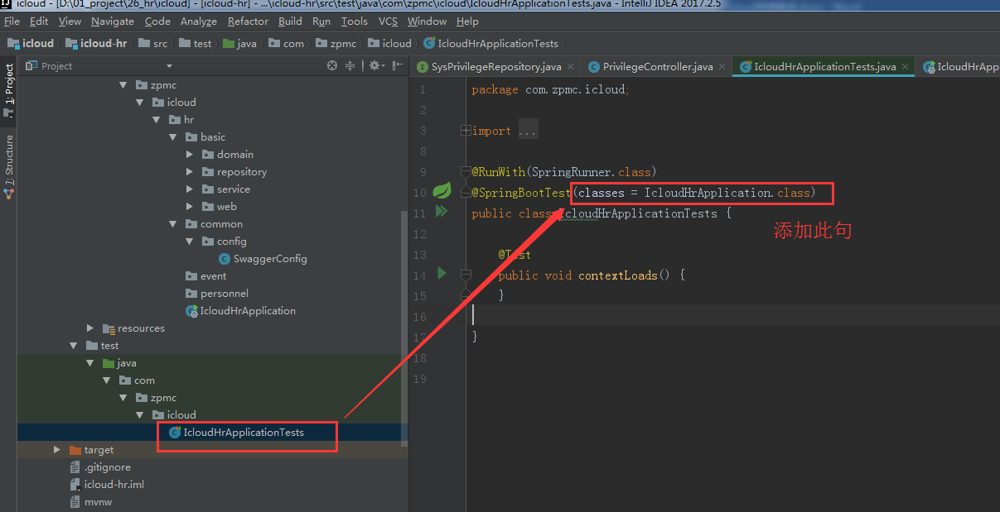 icloud - [D:\01_project\26_hr\icloud] - [icloud-hr] - ...\icloud-hr\src\test\java\com\zpmc\icloud\IcloudHrApplicationTests.java - IntelliJ IDEA 2017.2.5
File Edit View Navigate Code Analyze Refactor Build Run Tools VCS Window Help
icloud icloud-hr src test java com zpmc icloud IcloudHrApplicationTests
1: Project
7: Structure
Project
SysPrivilegeRepository.java PrivilegeController.java IcloudHrApplicationTests.java IcloudHrApp
zpmc
icloud
hr
basic
domain
repository
service
web
common
config
SwaggerConfig
event
personnel
IcloudHrApplication
resources
test
java
com
zpmc
icloud
IcloudHrApplicationTests
target
.gitignore
icloud-hr.iml
mvnw
1 package com.zpmc.icloud;
2
3 import ...
8
9 @RunWith(SpringRunner.class)
10 @SpringBootTest(classes = IcloudHrApplication.class)
11 public class IcloudHrApplicationTests {
添加此句
12
13 @Test
14 public void contextLoads() {
15 }
16
17 }
18
19